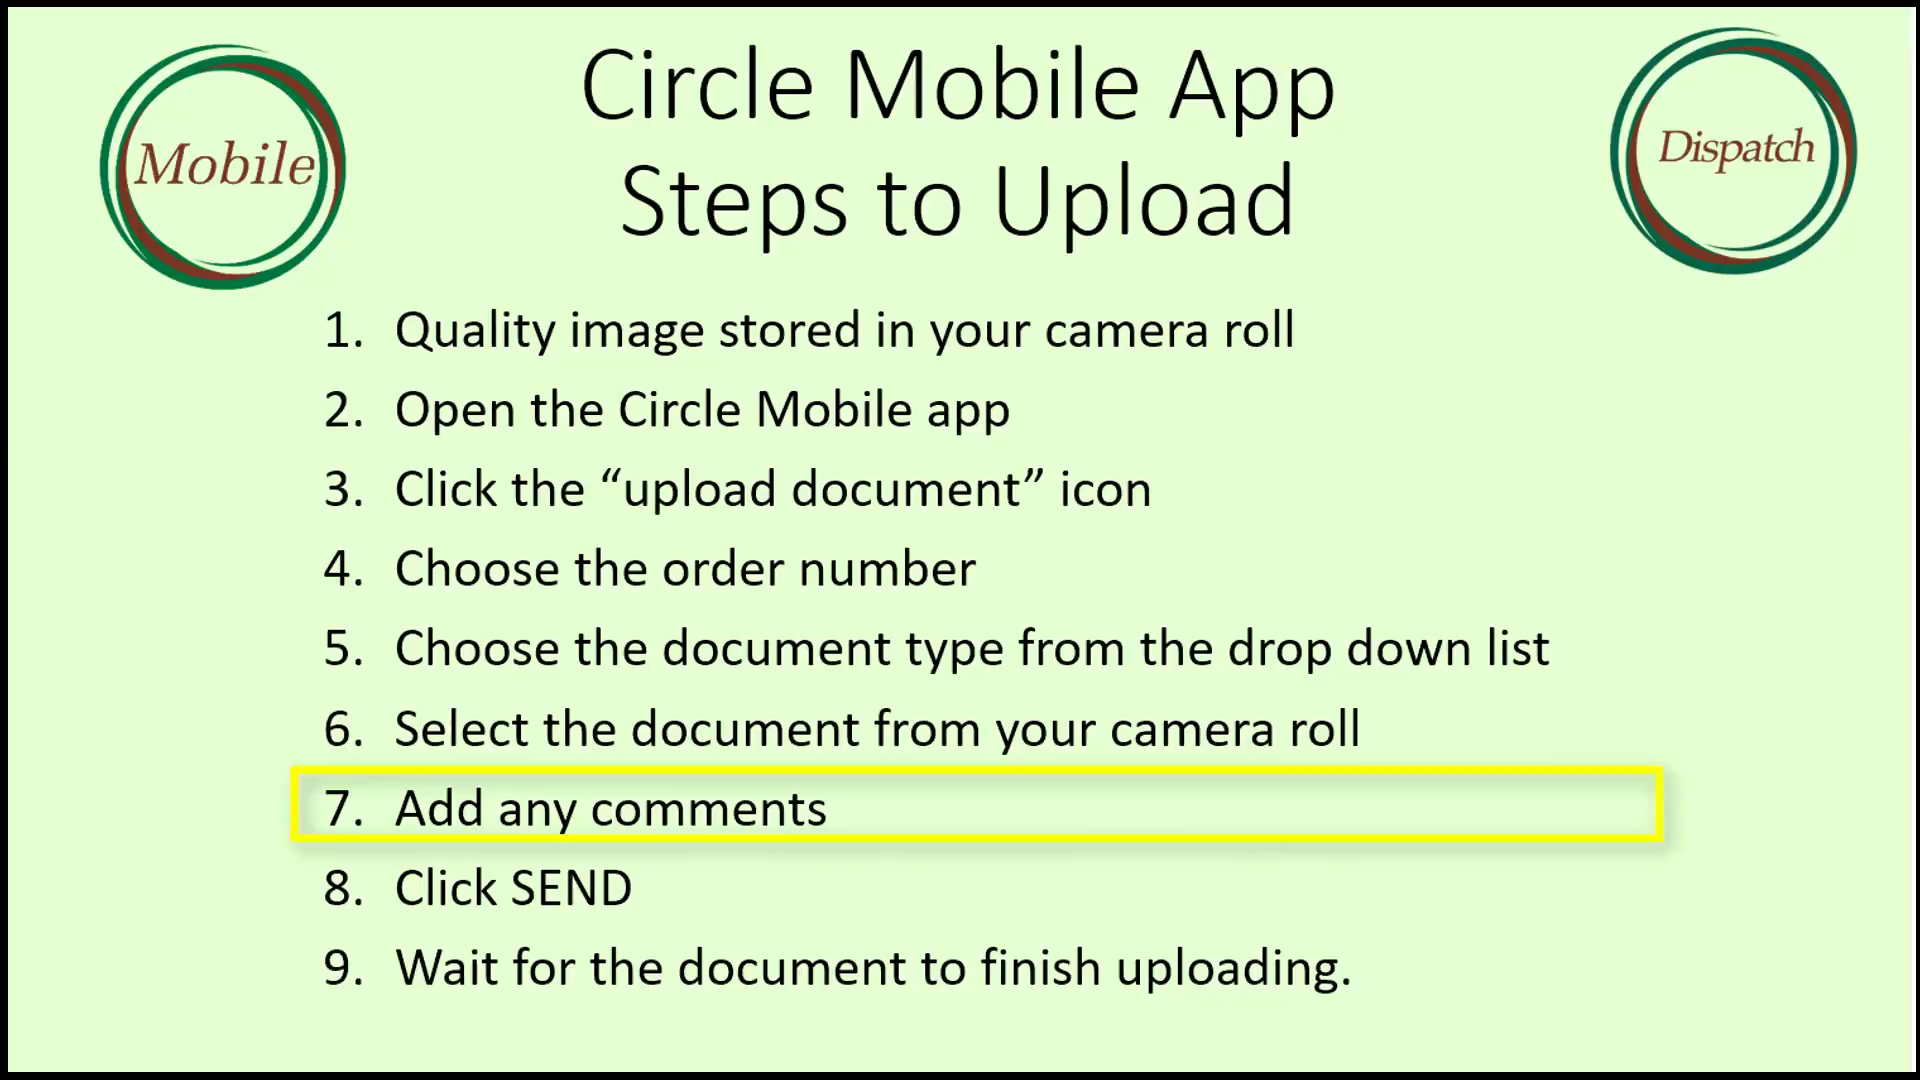 Circle Mobile App
Steps to Upload
Mobile
Dispatch
1. Quality image stored in your camera roll
2. Open the Circle Mobile app
3. Click the “upload document” icon
4. Choose the order number
5. Choose the document type from the drop down list
6. Select the document from your camera roll
7. Add any comments
8. Click SEND
9. Wait for the document to finish uploading.